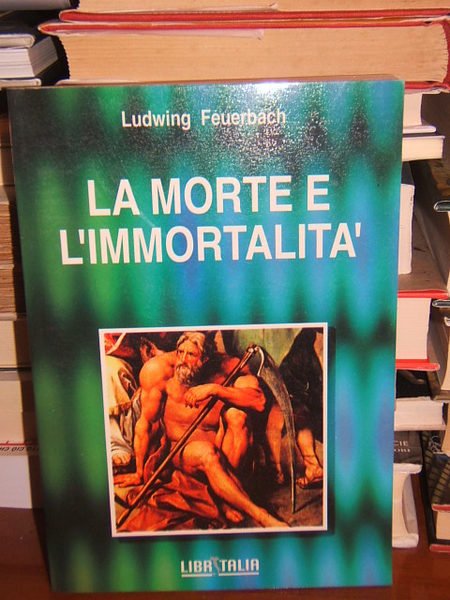 Ludwing Feuerbach
LA MORTE E
L'IMMORTALITA'
LIBRITALIA